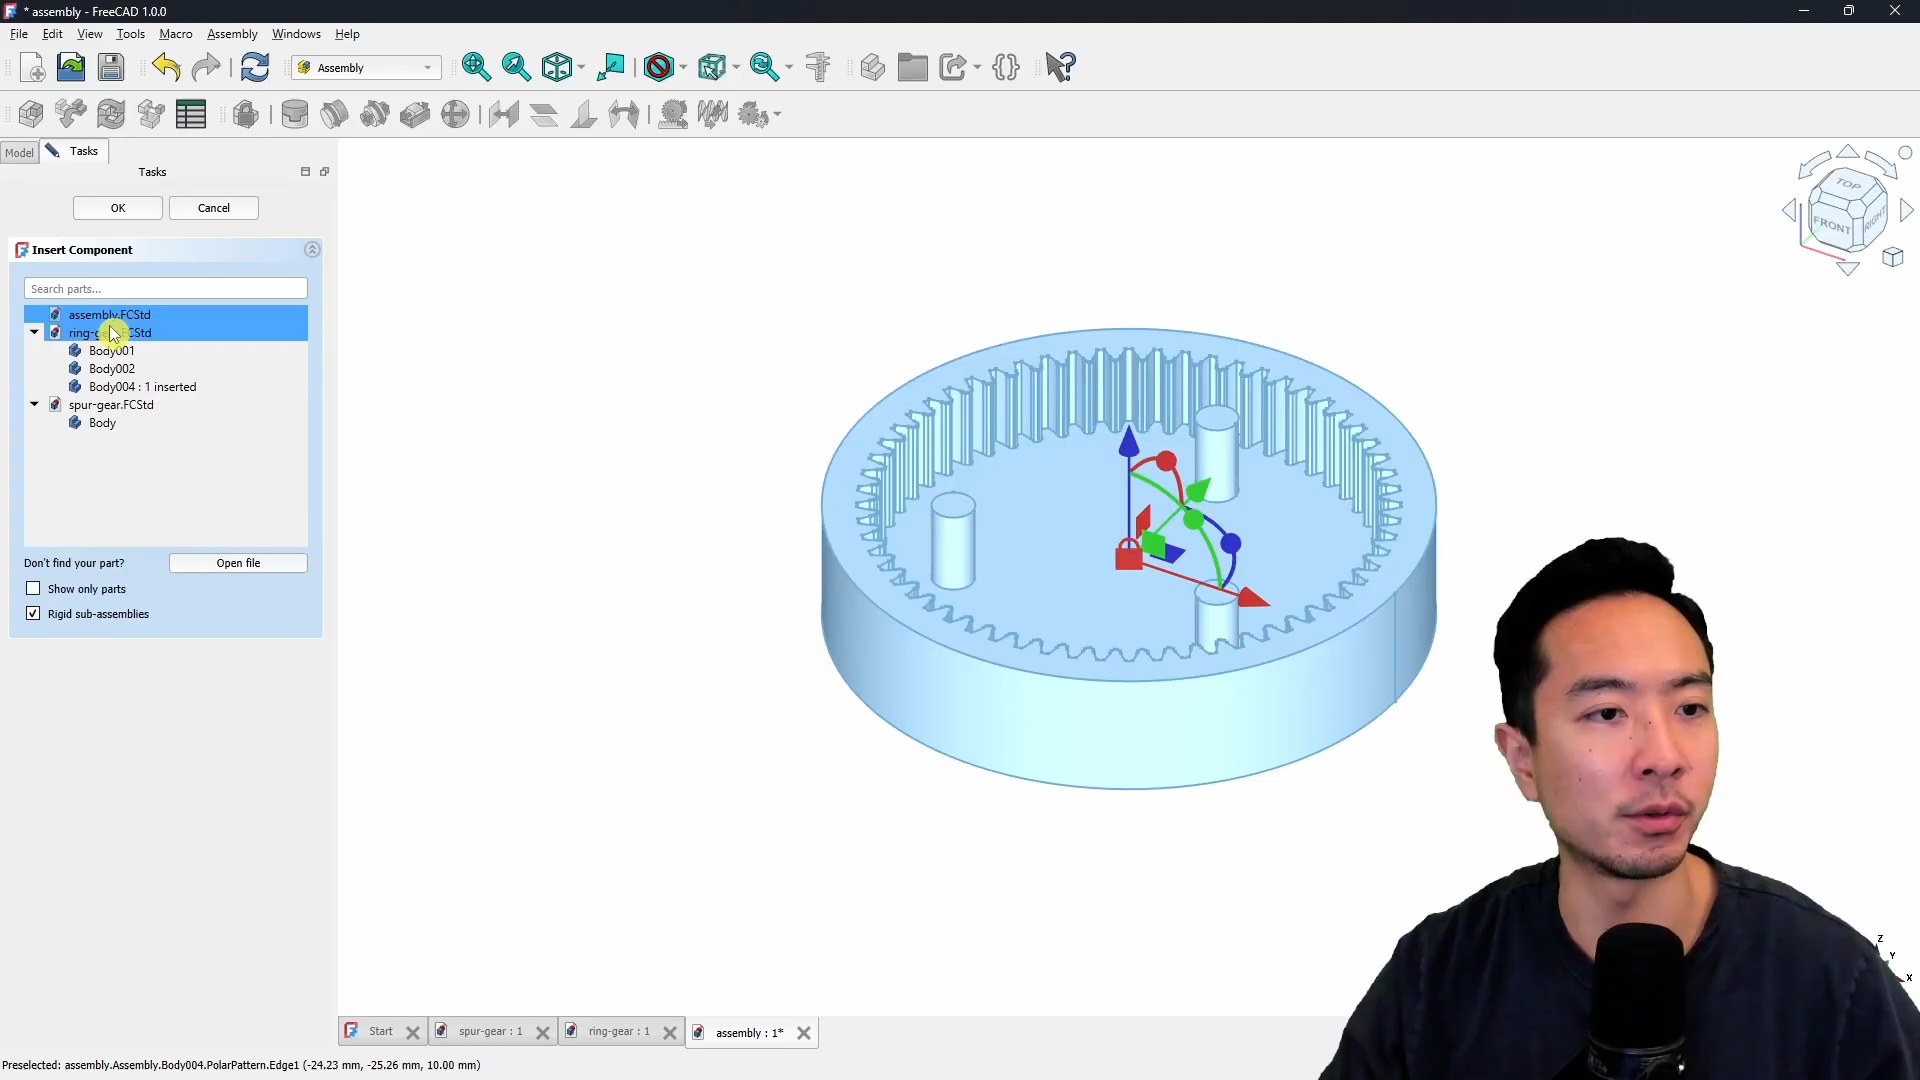 * assembly - FreeCAD 1.0.0
File Edit View Tools Macro Assembly Windows Help
Assembly
Model Tasks
Tasks
OK Cancel
Insert Component
Search parts...
assembly.FCStd
ring-gear.FCStd
Body001
Body002
Body004 : 1 inserted
spur-gear.FCStd
Body
Don't find your part? Open file
Show only parts
Rigid sub-assemblies
TOP
FRONT RIGHT
Z
Y
X
Start spur-gear : 1 ring-gear : 1 assembly : 1*
Preselected: assembly.Assembly.Body004.PolarPattern.Edge1 (-24.23 mm, -25.26 mm, 10.00 mm)